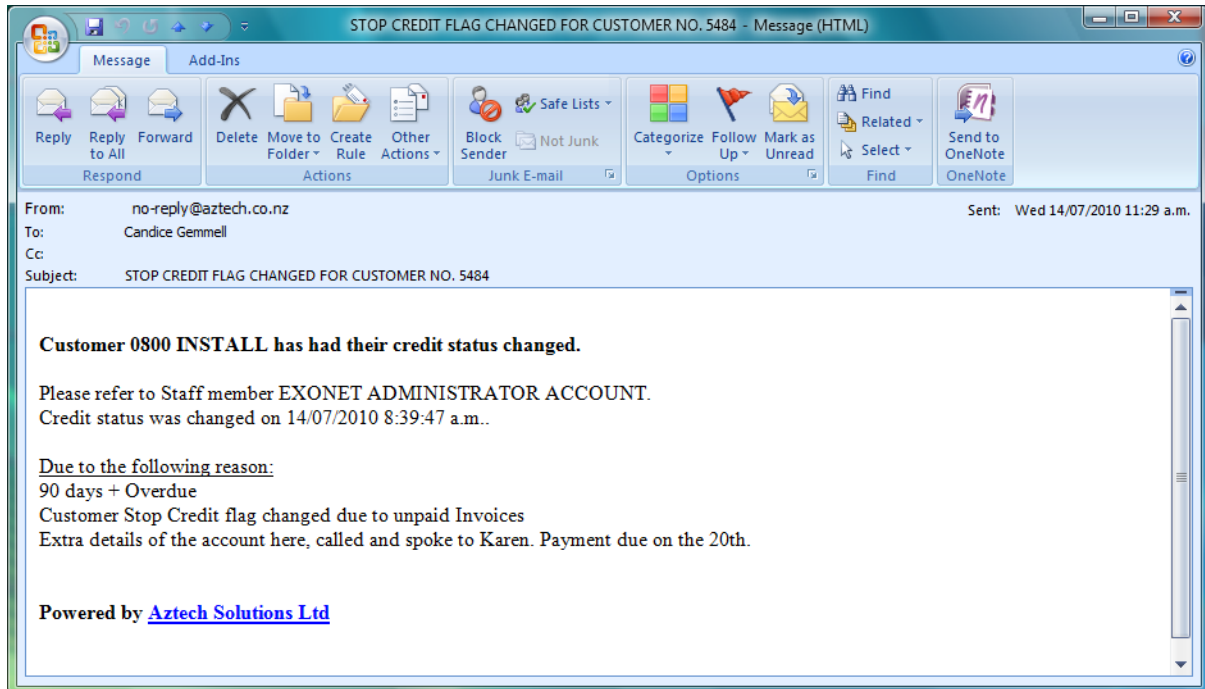 STOP CREDIT FLAG CHANGED FOR CUSTOMER NO. 5484 - Message (HTML)
Message Add-Ins
Reply
Reply to All
Forward
Delete
Move to Folder
Create Rule
Other Actions
Block Sender
Safe Lists
Not Junk
Categorize
Follow Up
Mark as Unread
Find
Related
Select
Send to OneNote
Respond Actions Junk E-mail Options Find OneNote
From: no-reply@aztech.co.nz Sent: Wed 14/07/2010 11:29 a.m.
To: Candice Gemmell
Cc:
Subject: STOP CREDIT FLAG CHANGED FOR CUSTOMER NO. 5484
Customer 0800 INSTALL has had their credit status changed.
Please refer to Staff member EXONET ADMINISTRATOR ACCOUNT.
Credit status was changed on 14/07/2010 8:39:47 a.m..
Due to the following reason:
90 days + Overdue
Customer Stop Credit flag changed due to unpaid Invoices
Extra details of the account here, called and spoke to Karen. Payment due on the 20th.
Powered by Aztech Solutions Ltd